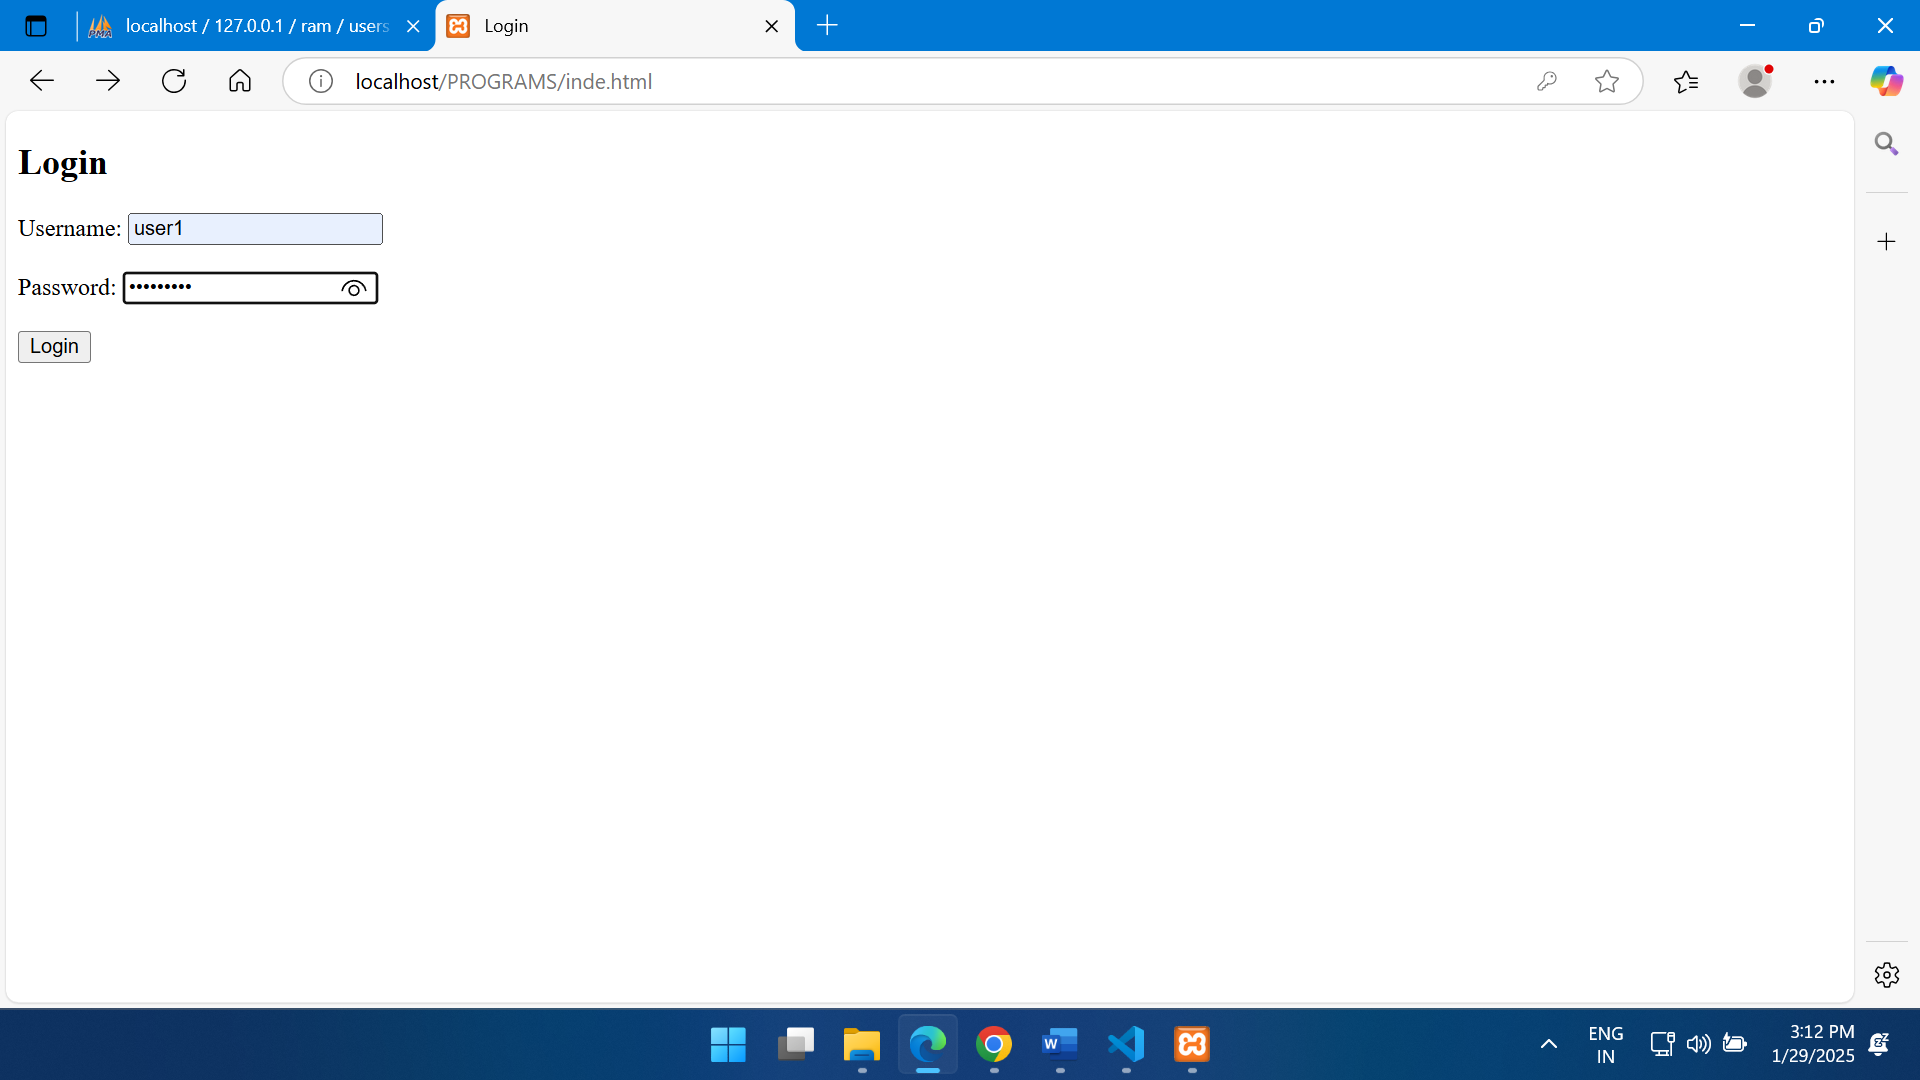 localhost / 127.0.0.1 / ram / users
Login
localhost/PROGRAMS/inde.html
Login
Username: user1
Password: •••••••••
Login
ENG
IN
3:12 PM
1/29/2025